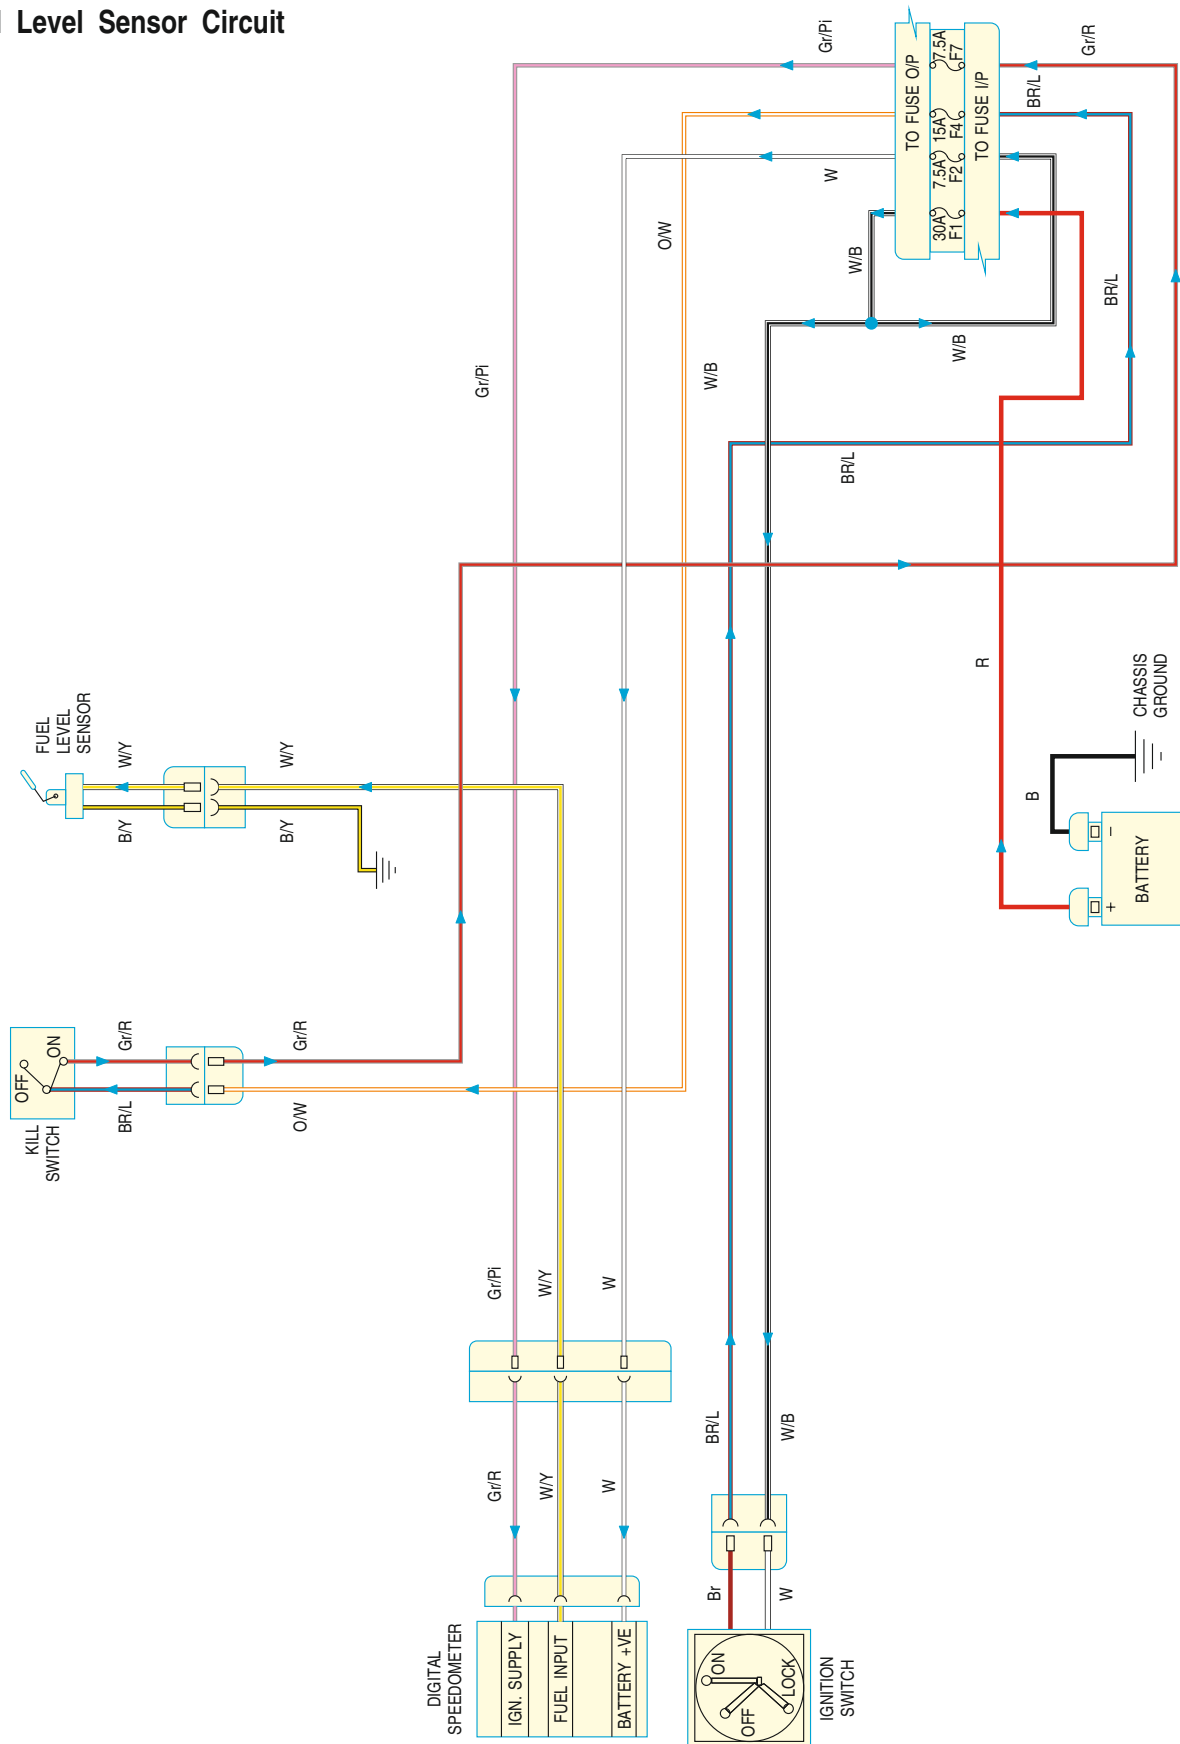 Level Sensor Circuit
Gr/Pi
TO FUSE O/P
7.5A
F7
15A
F4
7.5A
F2
30A
F1
TO FUSE I/P
Gr/R
BR/L
W
O/W
W/B
BR/L
W/B
W/B
Gr/Pi
BR/L
R
FUEL
LEVEL
SENSOR
W/Y
W/Y
B/Y
B/Y
CHASSIS
GROUND
B
–
+
BATTERY
OFF
ON
Gr/R
Gr/R
BR/L
O/W
KILL
SWITCH
Gr/Pi
W/Y
W
Gr/R
W/Y
W
BR/L
W/B
Br
W
DIGITAL
SPEEDOMETER
IGN. SUPPLY
FUEL INPUT
BATTERY +VE
ON
OFF
LOCK
IGNITION
SWITCH